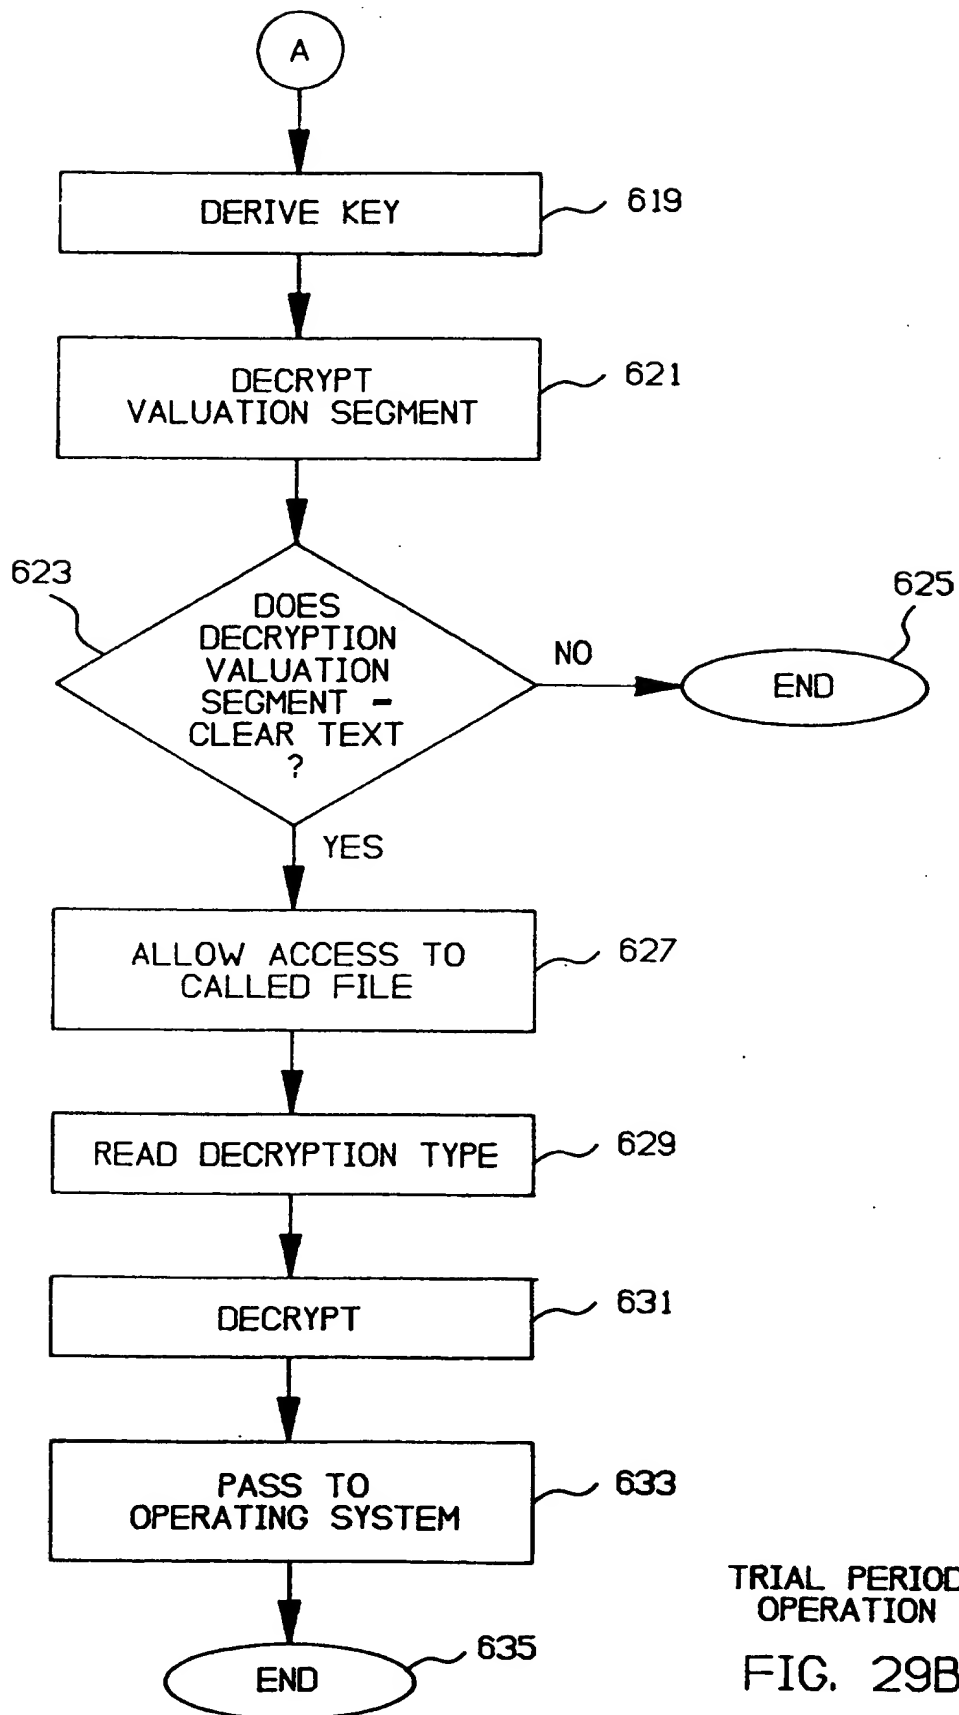 A
DERIVE KEY
619
DECRYPT
VALUATION SEGMENT
621
623
DOES
DECRYPTION
VALUATION
SEGMENT -
CLEAR TEXT
?
NO
625
END
YES
ALLOW ACCESS TO
CALLED FILE
627
READ DECRYPTION TYPE
629
DECRYPT
631
PASS TO
OPERATING SYSTEM
633
END
635
TRIAL PERIOD
OPERATION
FIG. 29B